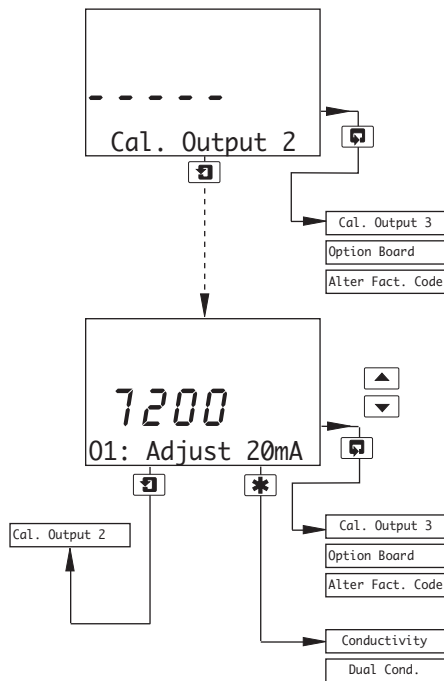 - - - - -
Cal. Output 2
Cal. Output 3
Option Board
Alter Fact. Code
7200
O1: Adjust 20mA
Cal. Output 2
Cal. Output 3
Option Board
Alter Fact. Code
Conductivity
Dual Cond.